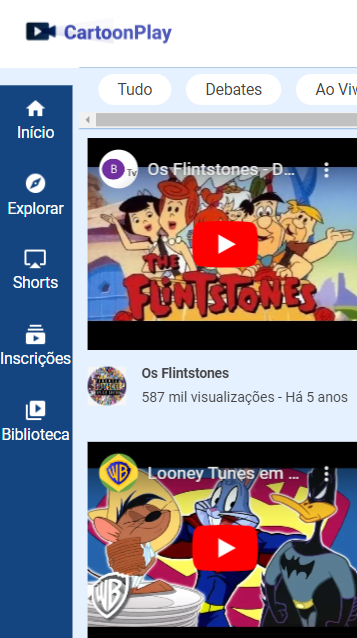 CartoonPlay
Tudo
Debates
Ao Viv
Início
Explorar
Shorts
Inscrições
Biblioteca
B
Tv
Os Flintstones - D...
THE
FLINTSTONES
Os Flintstones
587 mil visualizações - Há 5 anos
WB
Looney Tunes em ...
WB